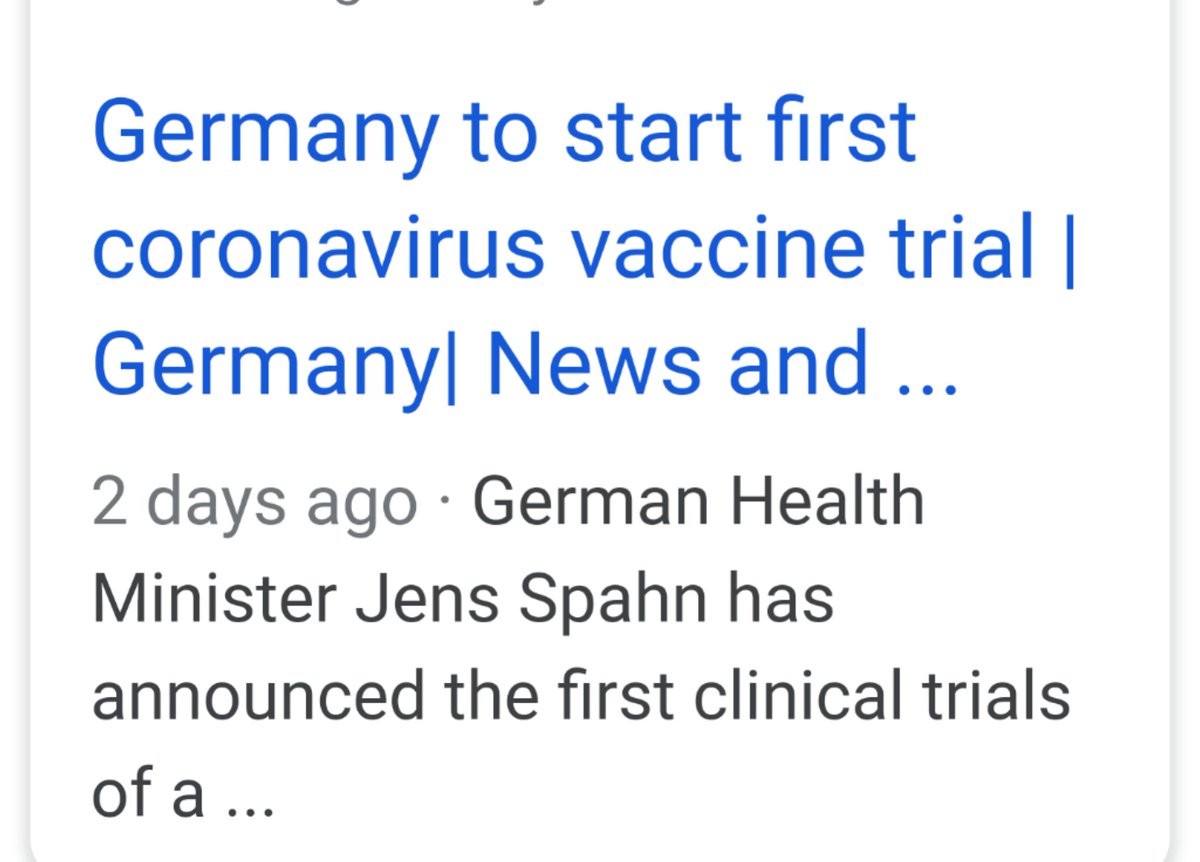 Germany to start first
coronavirus vaccine trial |
Germany| News and ...
2 days ago · German Health
Minister Jens Spahn has
announced the first clinical trials
of a ...